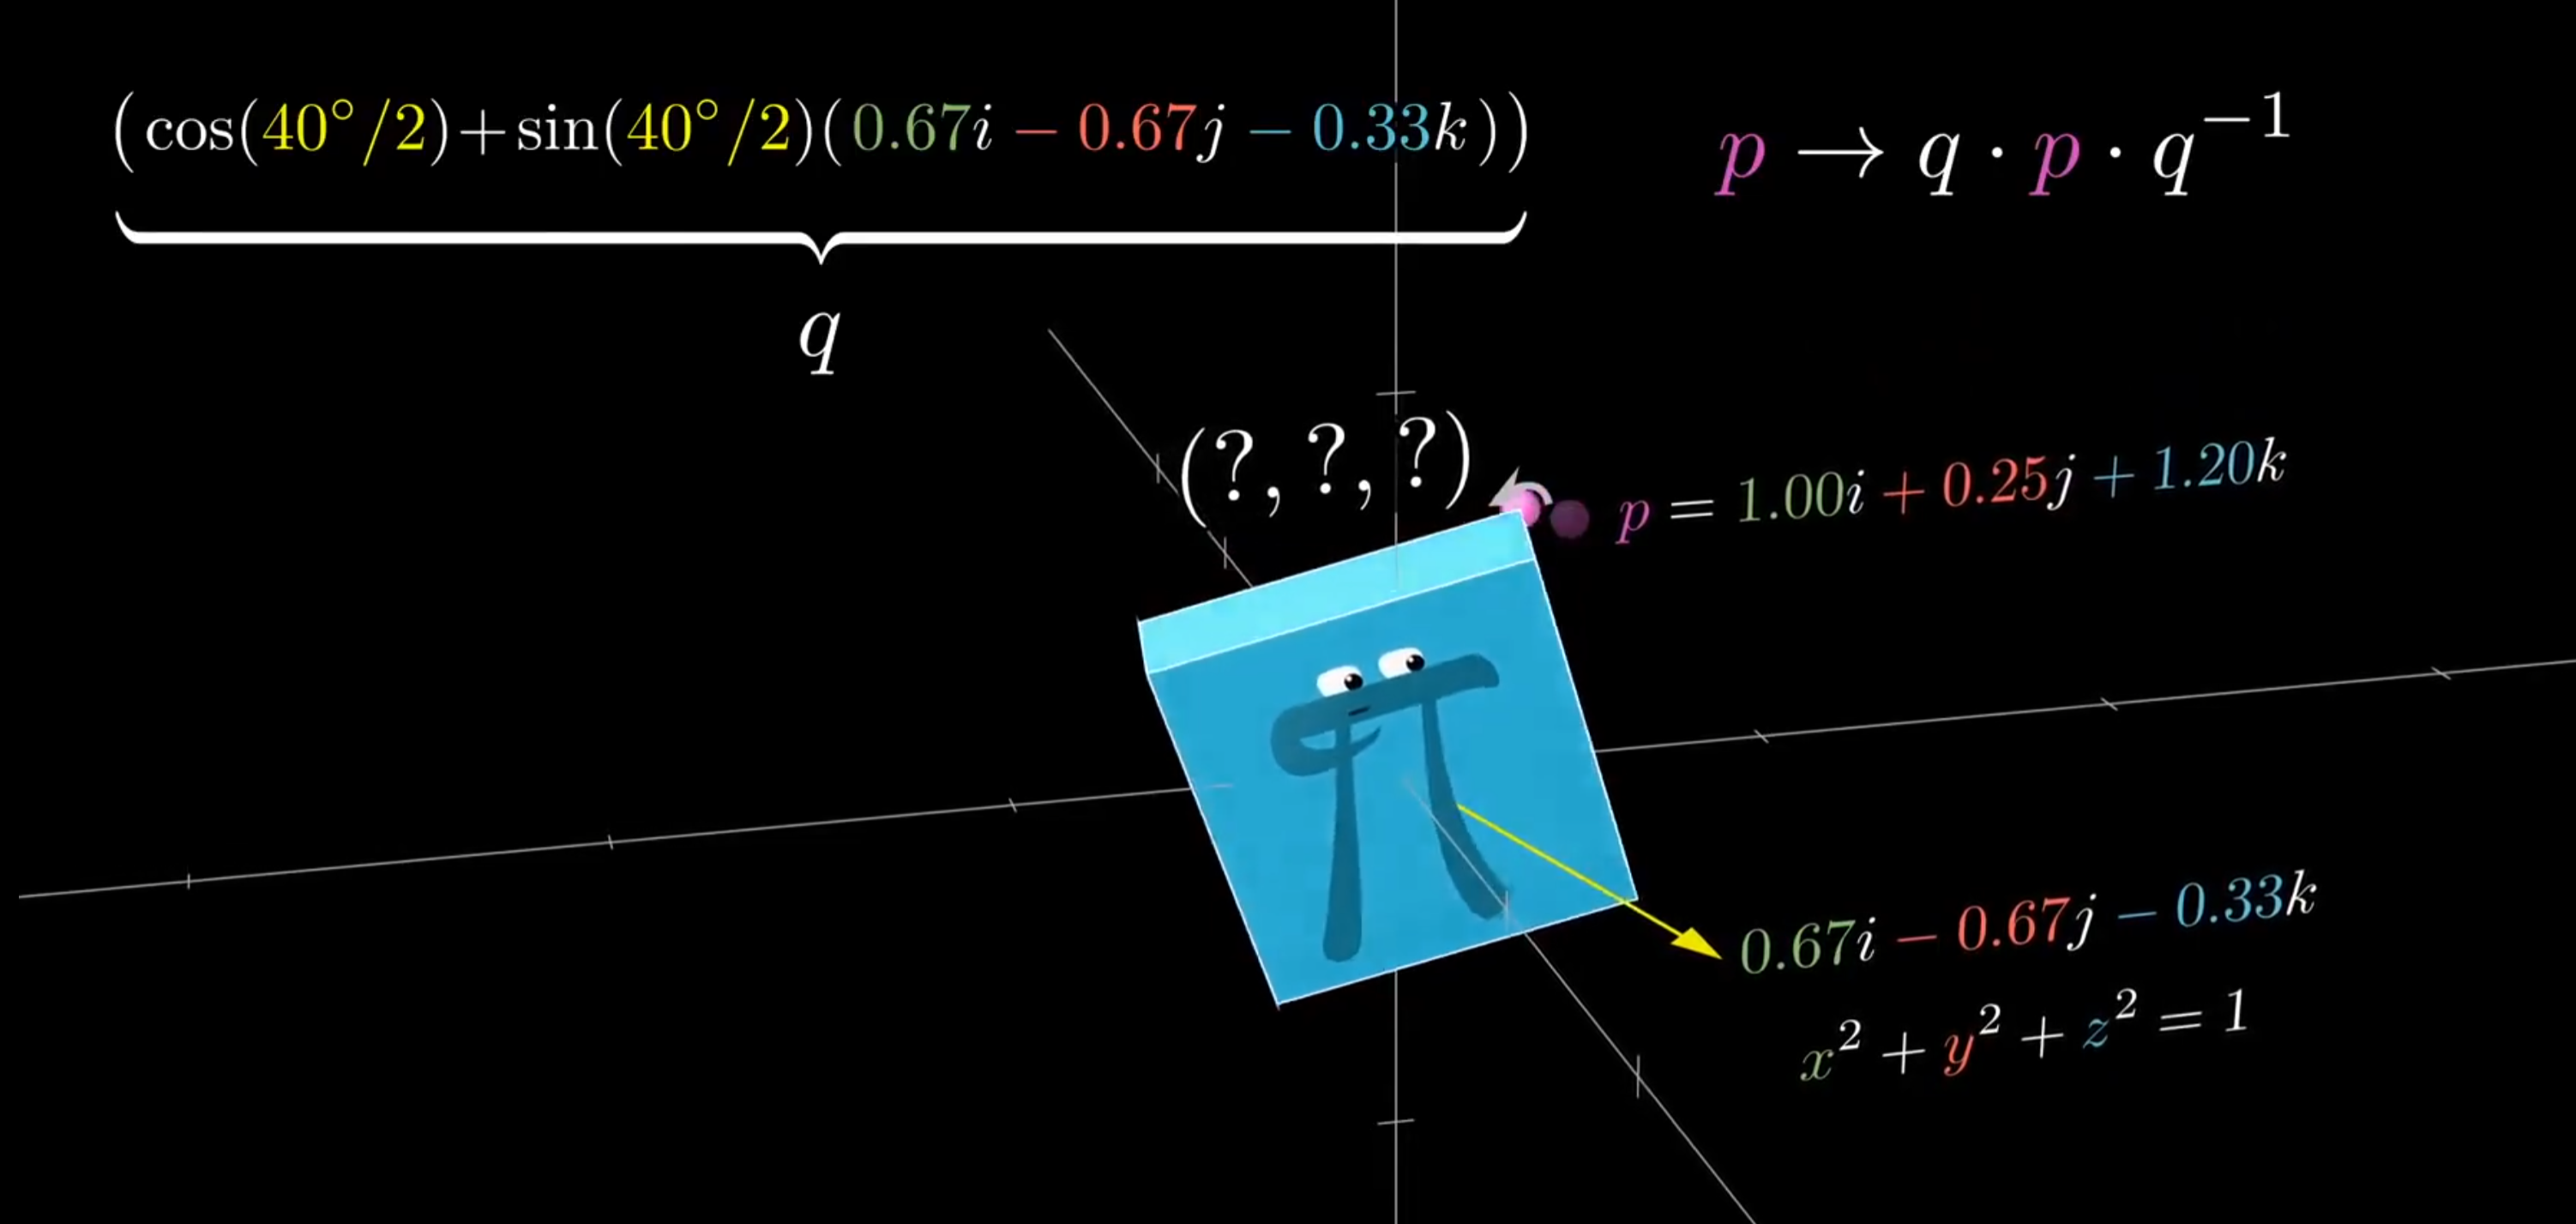 (cos(40°/2)+sin(40°/2)(0.67i − 0.67j − 0.33k))
p → q · p · q⁻¹
q
(?, ?, ?)
p = 1.00i + 0.25j + 1.20k
π
0.67i − 0.67j − 0.33k
x² + y² + z² = 1